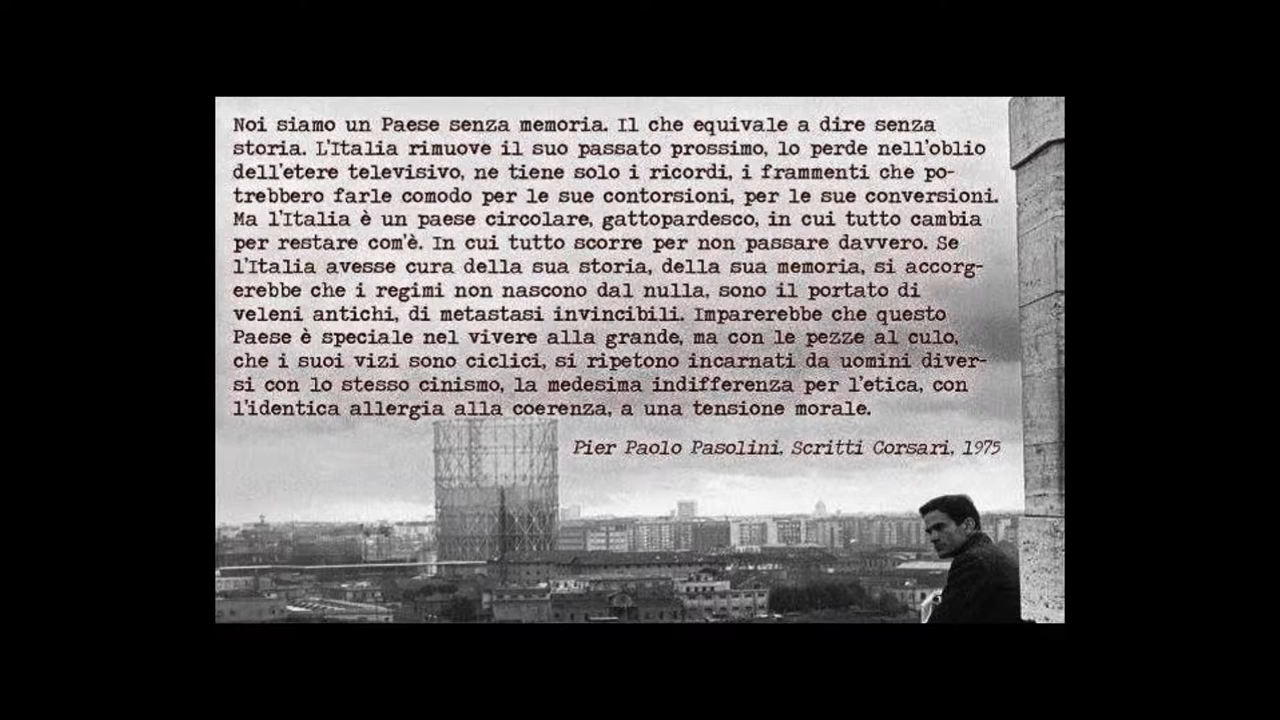 Noi siamo un Paese senza memoria. Il che equivale a dire senza
storia. L'Italia rimuove il suo passato prossimo, lo perde nell'oblio
dell'etere televisivo, ne tiene solo i ricordi, i frammenti che po-
trebbero farle comodo per le sue contorsioni, per le sue conversioni.
Ma l'Italia è un paese circolare, gattopardesco, in cui tutto cambia
per restare com'è. In cui tutto scorre per non passare davvero. Se
l'Italia avesse cura della sua storia, della sua memoria, si accorg-
erebbe che i regimi non nascono dal nulla, sono il portato di
veleni antichi, di metastasi invincibili. Imparerebbe che questo
Paese è speciale nel vivere alla grande, ma con le pezze al culo,
che i suoi vizi sono ciclici, si ripetono incarnati da uomini diver-
si con lo stesso cinismo, la medesima indifferenza per l'etica, con
l'identica allergia alla coerenza, a una tensione morale.
Pier Paolo Pasolini, Scritti Corsari, 1975